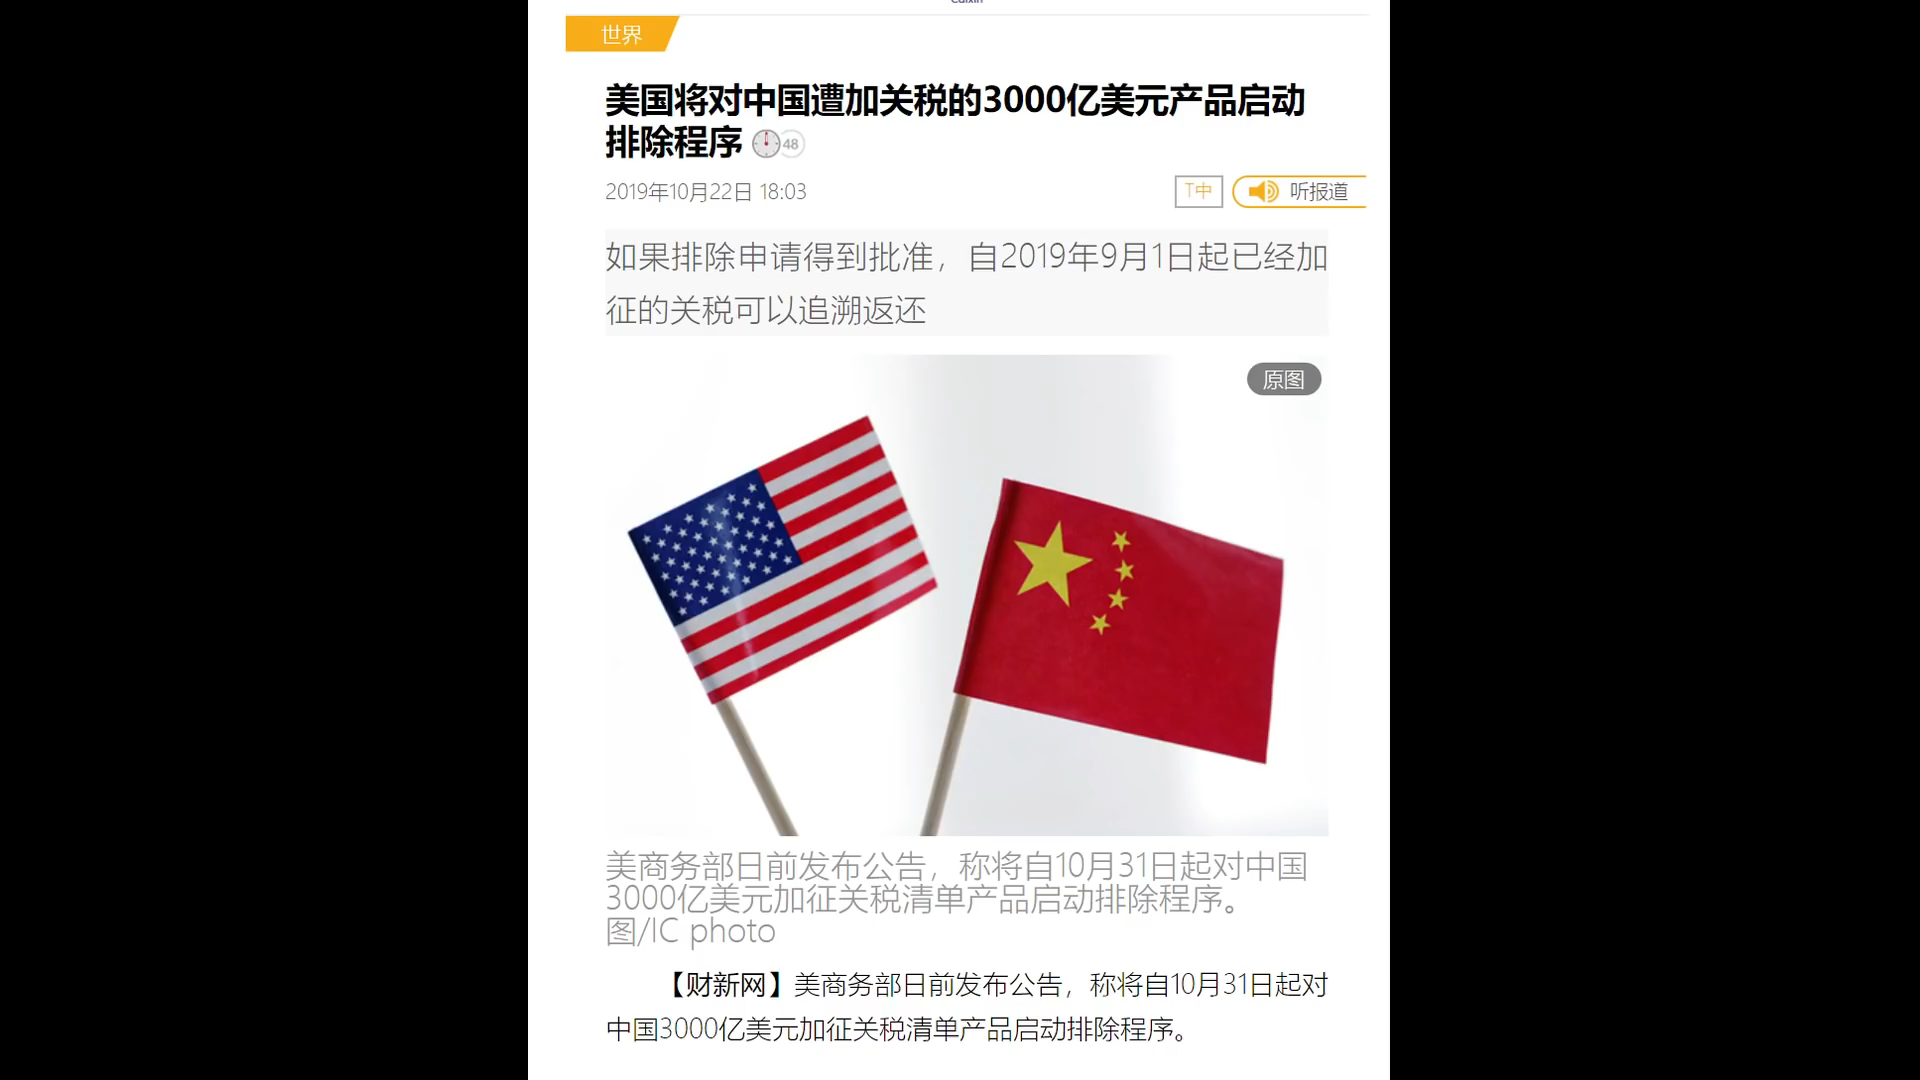 Caixin
世界
美国将对中国遭加关税的3000亿美元产品启动
排除程序 48
2019年10月22日 18:03
T中
听报道
如果排除申请得到批准，自2019年9月1日起已经加
征的关税可以追溯返还
原图
美商务部日前发布公告，称将自10月31日起对中国
3000亿美元加征关税清单产品启动排除程序。
图/IC photo
【财新网】美商务部日前发布公告，称将自10月31日起对
中国3000亿美元加征关税清单产品启动排除程序。